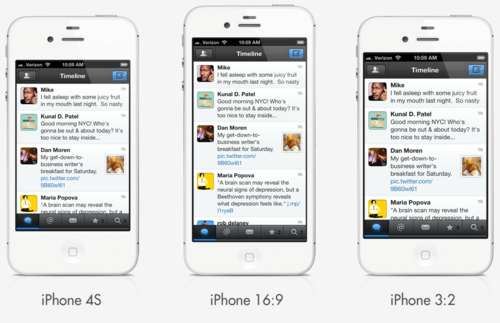 Verizon 10:59 AM
Timeline
Mike
I fell asleep with some juicy fruit
in my mouth last night. So nasty
Kunal D. Patel
Good morning NYC! Who's
gonna be out & about today? It's
too nice to stay inside...
Dan Moren
My get-down-to-
business writer's
breakfast for Saturday.
pic.twitter.com/
9B60wl61
Maria Popova
"A brain scan may reveal the
neural signs of depression, but a
iPhone 4S
Verizon 10:59 AM
Timeline
Mike
I fell asleep with some juicy fruit
in my mouth last night. So nasty
Kunal D. Patel
Good morning NYC! Who's
gonna be out & about today? It's
too nice to stay inside...
Dan Moren
My get-down-to-
business writer's
breakfast for Saturday.
pic.twitter.com/
9B60wl61
Maria Popova
"A brain scan may reveal the
neural signs of depression, but a
Beethoven symphony reveals
what depression feels like." j.mp/
I1ryeB
rob delaney
iPhone 16:9
Verizon 10:59 AM
Timeline
Mike
I fell asleep with some juicy fruit
in my mouth last night. So nasty
Kunal D. Patel
Good morning NYC! Who's
gonna be out & about today? It's
too nice to stay inside...
Dan Moren
My get-down-to-
business writer's
breakfast for Saturday.
pic.twitter.com/
9B60wl61
Maria Popova
"A brain scan may reveal the
neural signs of depression, but a
iPhone 3:2